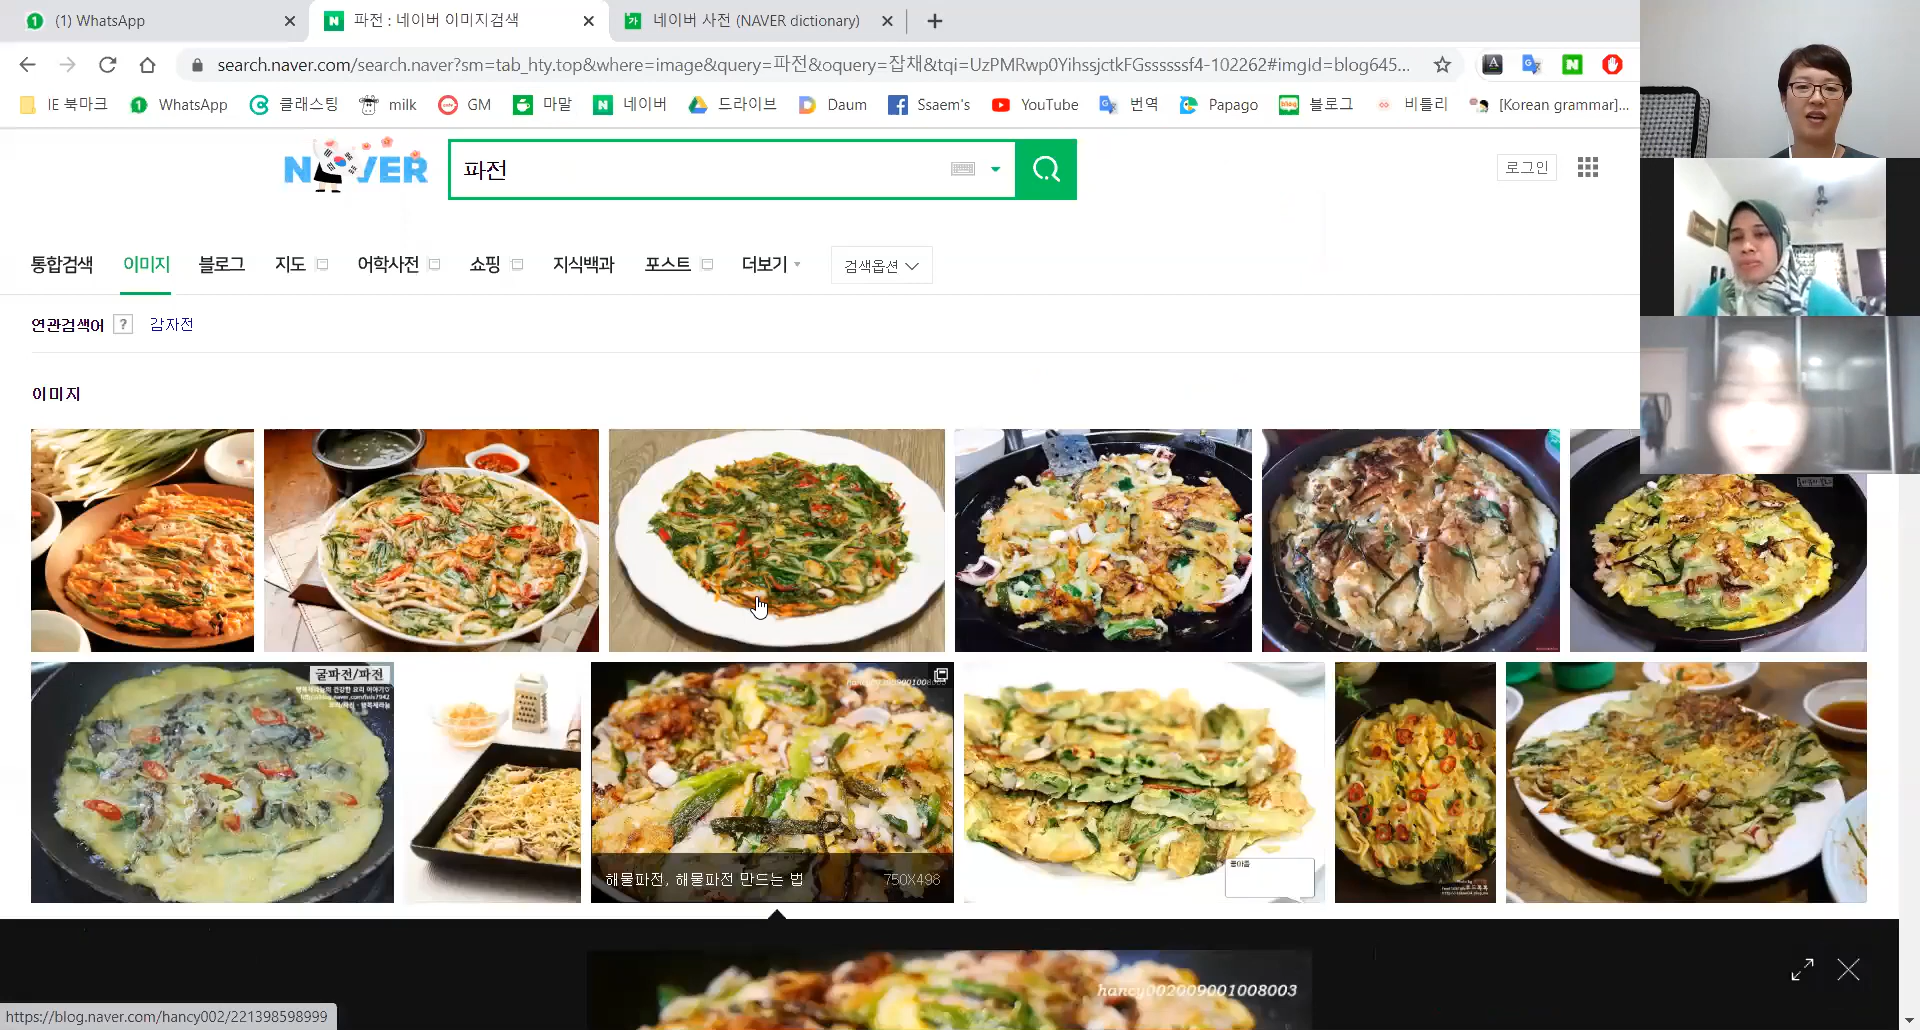 (1) WhatsApp
파전 : 네이버 이미지검색
네이버 사전 (NAVER dictionary)
search.naver.com/search.naver?sm=tab_hty.top&where=image&query=파전&oquery=잡채&tqi=UzPMRwp0YihssjctkFGssssssf4-102262#imgId=blog645...
IE 북마크
WhatsApp
클래스팅
milk
GM
마말
네이버
드라이브
Daum
Ssaem's
YouTube
번역
Papago
블로그
비틀리
[Korean grammar]...
NAVER
파전
로그인
통합검색
이미지
블로그
지도
어학사전
쇼핑
지식백과
포스트
더보기
검색옵션
연관검색어 ? 감자전
이미지
굴파전/파전
해물파전, 해물파전 만드는 법
750X498
hancy002009001008003
https://blog.naver.com/hancy002/221398598999